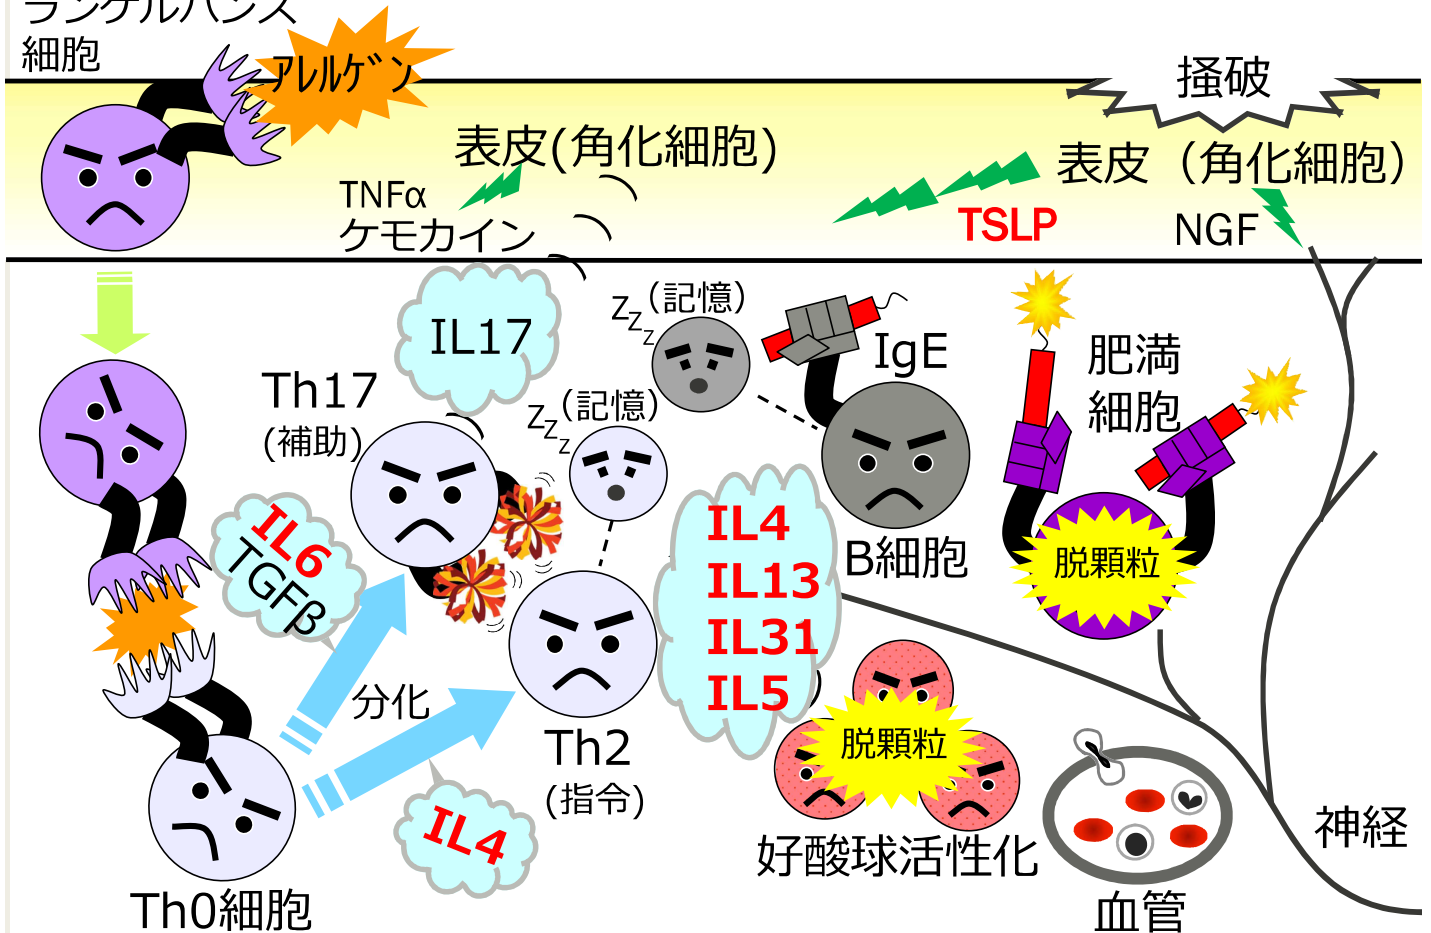 ランゲルハンス
細胞
アレルゲン
掻破
表皮(角化細胞)
表皮（角化細胞）
TNFα
ケモカイン
TSLP
NGF
IL17
ZZZ
(記憶)
IgE
肥満
細胞
Th17
(補助)
ZZZ
(記憶)
IL6
TGFβ
IL4
IL13
IL31
IL5
B細胞
脱顆粒
分化
Th2
(指令)
脱顆粒
IL4
好酸球活性化
神経
Th0細胞
血管